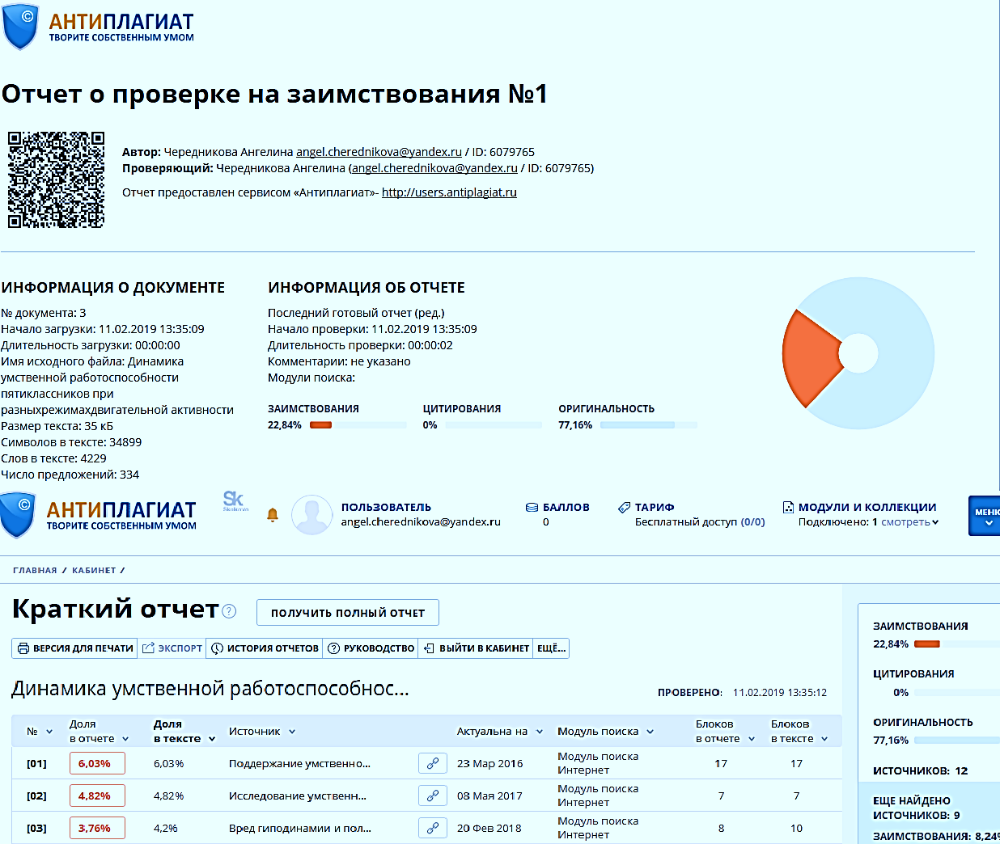 АНТИПЛАГИАТ
ТВОРИТЕ СОБСТВЕННЫМ УМОМ
Отчет о проверке на заимствования №1
Автор: Чередникова Ангелина angel.cherednikova@yandex.ru / ID: 6079765
Проверяющий: Чередникова Ангелина (angel.cherednikova@yandex.ru / ID: 6079765)
Отчет предоставлен сервисом «Антиплагиат»- http://users.antiplagiat.ru
ИНФОРМАЦИЯ О ДОКУМЕНТЕ
№ документа: 3
Начало загрузки: 11.02.2019 13:35:09
Длительность загрузки: 00:00:00
Имя исходного файла: Динамика
умственной работоспособности
пятиклассников при
разныхрежимахдвигательной активности
Размер текста: 35 кБ
Cимволов в тексте: 34899
Слов в тексте: 4229
Число предложений: 334
ИНФОРМАЦИЯ ОБ ОТЧЕТЕ
Последний готовый отчет (ред.)
Начало проверки: 11.02.2019 13:35:09
Длительность проверки: 00:00:02
Комментарии: не указано
Модули поиска:
ЗАИМСТВОВАНИЯ ЦИТИРОВАНИЯ ОРИГИНАЛЬНОСТЬ
22,84% 0% 77,16%
АНТИПЛАГИАТ
ТВОРИТЕ СОБСТВЕННЫМ УМОМ
Sk
Skolkovo
ПОЛЬЗОВАТЕЛЬ
angel.cherednikova@yandex.ru
БАЛЛОВ
0
ТАРИФ
Бесплатный доступ (0/0)
МОДУЛИ И КОЛЛЕКЦИИ
Подключено: 1 смотреть
МЕНЮ
ГЛАВНАЯ / КАБИНЕТ /
Краткий отчет ?
ПОЛУЧИТЬ ПОЛНЫЙ ОТЧЕТ
ВЕРСИЯ ДЛЯ ПЕЧАТИ ЭКСПОРТ ИСТОРИЯ ОТЧЕТОВ РУКОВОДСТВО ВЫЙТИ В КАБИНЕТ ЕЩЁ...
Динамика умственной работоспособнос...
ПРОВЕРЕНО: 11.02.2019 13:35:12
№ Доля в отчете Доля в тексте Источник Актуальна на Модуль поиска Блоков в отчете Блоков в тексте
[01] 6,03% 6,03% Поддержание умственно... 23 Мар 2016 Модуль поиска Интернет 17 17
[02] 4,82% 4,82% Исследование умственн... 08 Мая 2017 Модуль поиска Интернет 7 7
[03] 3,76% 4,2% Вред гиподинамии и пол... 20 Фев 2018 Модуль поиска Интернет 8 10
ЗАИМСТВОВАНИЯ
22,84%
ЦИТИРОВАНИЯ
0%
ОРИГИНАЛЬНОСТЬ
77,16%
ИСТОЧНИКОВ: 12
ЕЩЕ НАЙДЕНО
ИСТОЧНИКОВ: 9
ЗАИМСТВОВАНИЯ: 8,24%